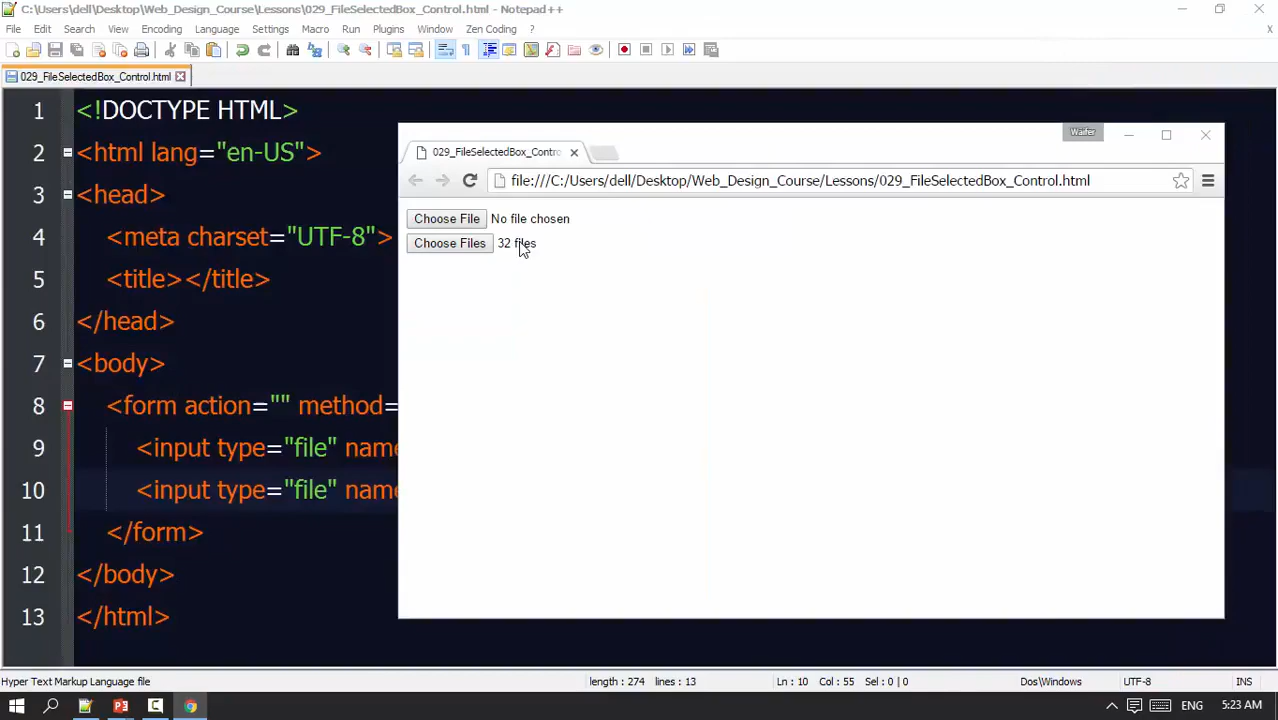 C:\Users\dell\Desktop\Web_Design_Course\Lessons\029_FileSelectedBox_Control.html - Notepad++
File Edit Search View Encoding Language Settings Macro Run Plugins Window Zen Coding ?
X
029_FileSelectedBox_Control.html
1 <!DOCTYPE HTML>
2 <html lang="en-US">
3 <head>
4 <meta charset="UTF-8">
5 <title></title>
6 </head>
7 <body>
8 <form action="" method=
9 <input type="file" name
10 <input type="file" name
11 </form>
12 </body>
13 </html>
Waifer
029_FileSelectedBox_Contro
file:///C:/Users/dell/Desktop/Web_Design_Course/Lessons/029_FileSelectedBox_Control.html
Choose File No file chosen
Choose Files 32 files
Hyper Text Markup Language file length : 274 lines : 13 Ln : 10 Col : 55 Sel : 0 | 0 Dos\Windows UTF-8 INS
ENG 5:23 AM